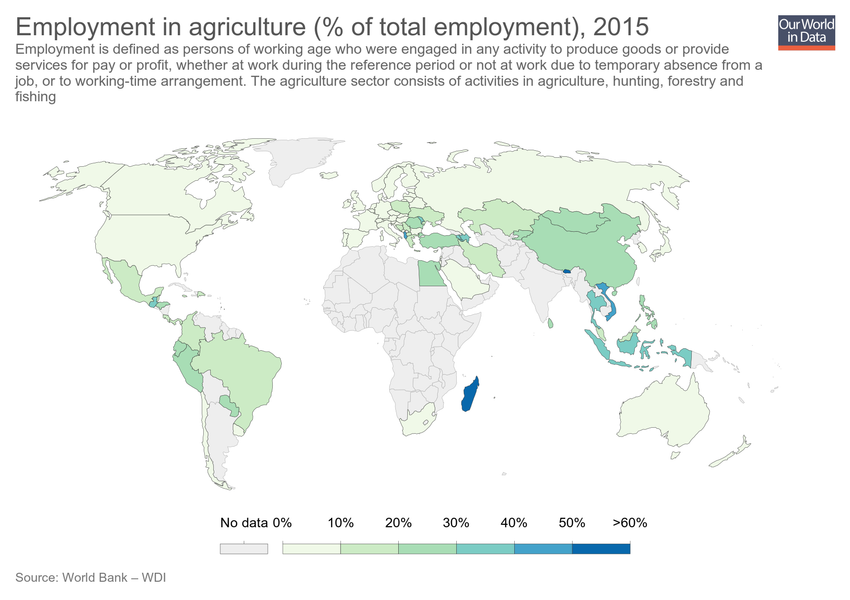 Employment in agriculture (% of total employment), 2015
Our World
in Data
Employment is defined as persons of working age who were engaged in any activity to produce goods or provide
services for pay or profit, whether at work during the reference period or not at work due to temporary absence from a
job, or to working-time arrangement. The agriculture sector consists of activities in agriculture, hunting, forestry and
fishing
No data 0% 10% 20% 30% 40% 50% >60%
Source: World Bank – WDI